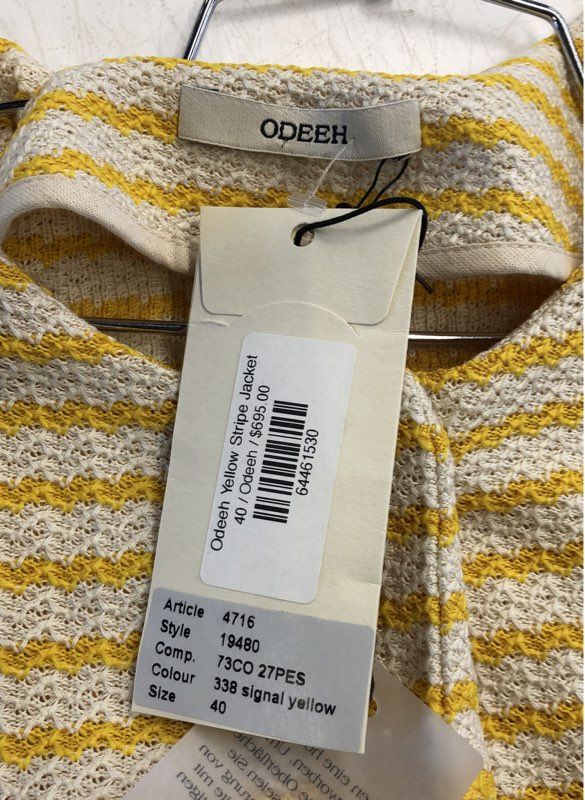 ODEEH
Odeeh Yellow Stripe Jacket
40 / Odeeh / $695.00
64461530
Article 4716
Style 19480
Comp. 73CO 27PES
Colour 338 signal yellow
Size 40